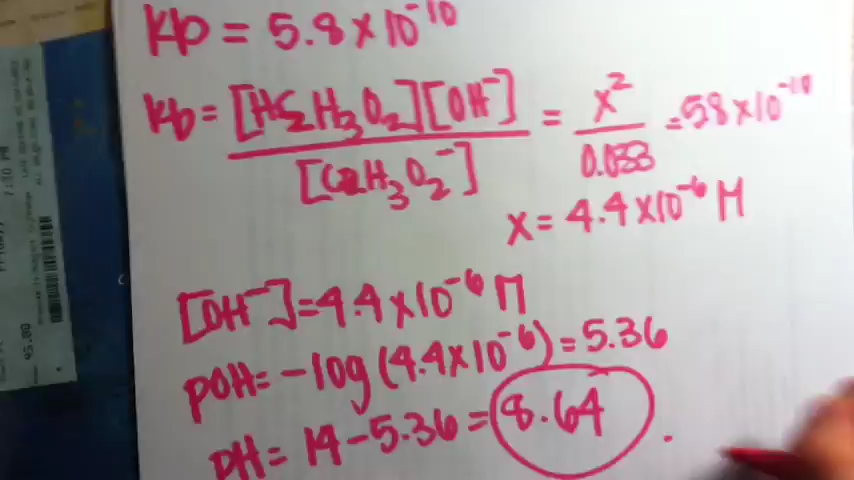 Kb = 5.8 x 10⁻¹⁰
Kb = [HC₂H₃O₂][OH⁻] / [C₂H₃O₂⁻] = x² / 0.033 = 5.8 x 10⁻¹⁰
x = 4.4 x 10⁻⁶ M
[OH⁻] = 4.4 x 10⁻⁶ M
pOH = -log (4.4 x 10⁻⁶) = 5.36
pH = 14 - 5.36 = 8.64
95.00